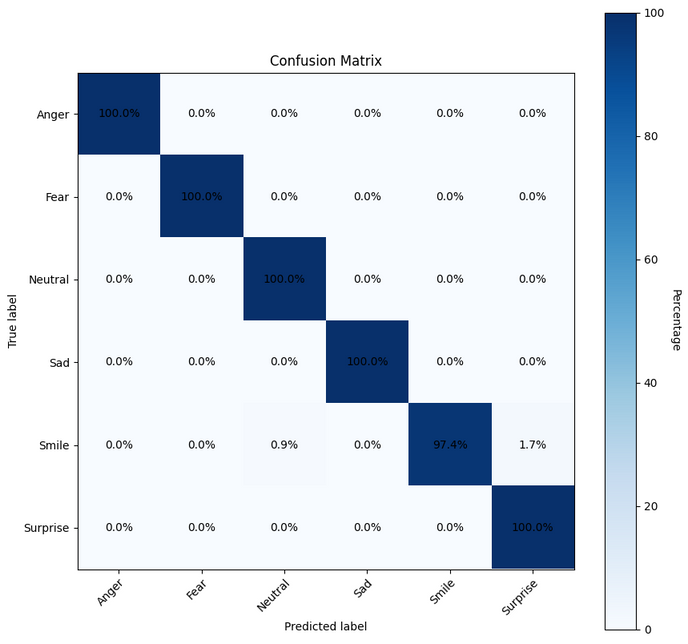 Confusion Matrix
True label
Anger 100.0% 0.0% 0.0% 0.0% 0.0% 0.0%
Fear 0.0% 100.0% 0.0% 0.0% 0.0% 0.0%
Neutral 0.0% 0.0% 100.0% 0.0% 0.0% 0.0%
Sad 0.0% 0.0% 0.0% 100.0% 0.0% 0.0%
Smile 0.0% 0.0% 0.9% 0.0% 97.4% 1.7%
Surprise 0.0% 0.0% 0.0% 0.0% 0.0% 100.0%
Anger Fear Neutral Sad Smile Surprise
Predicted label
100
80
60
40
20
0
Percentage